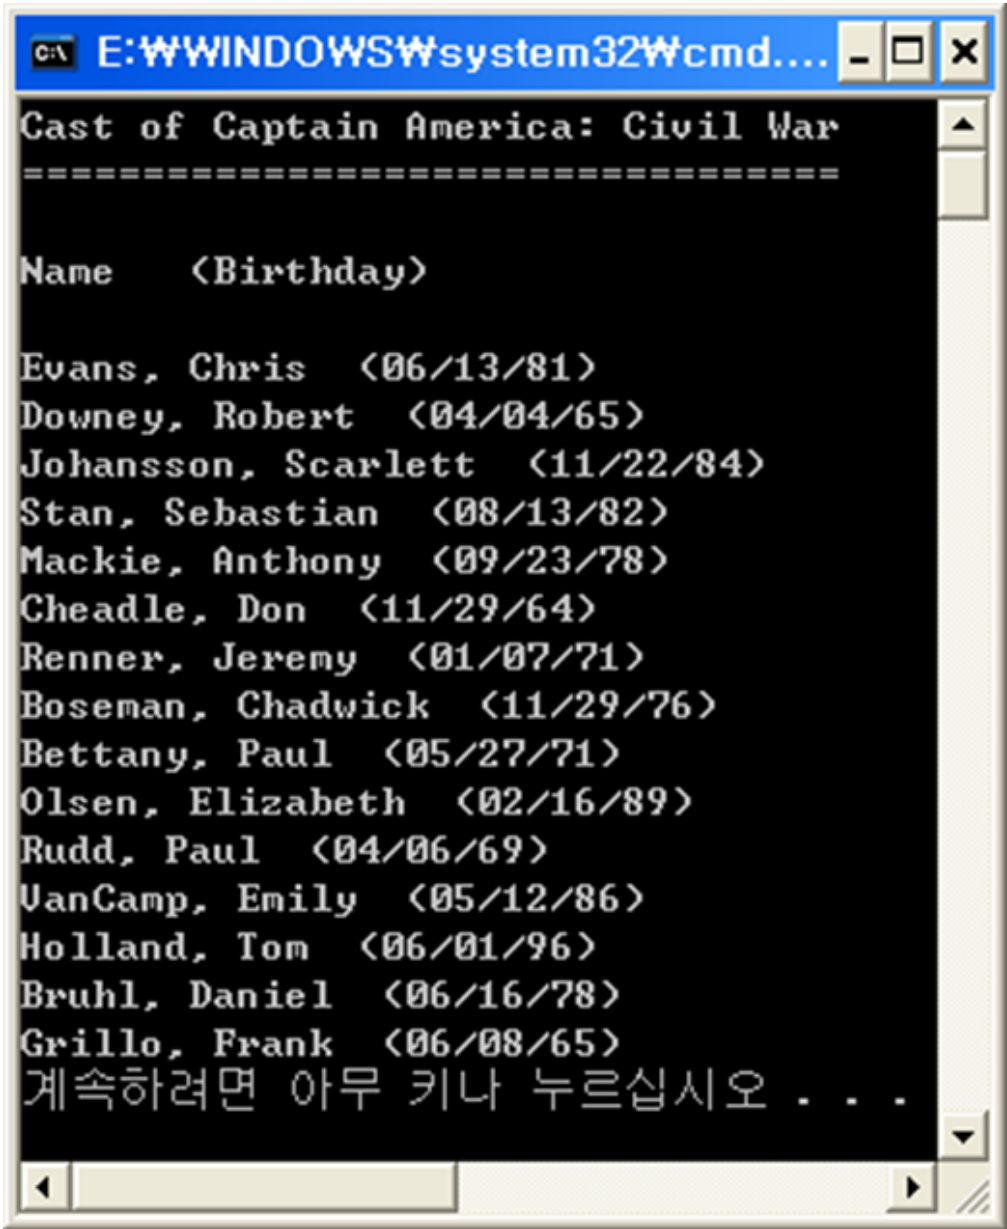 E:₩WINDOWS₩system32₩cmd....
Cast of Captain America: Civil War
==================================
Name   (Birthday)
Evans, Chris  (06/13/81)
Downey, Robert  (04/04/65)
Johansson, Scarlett  (11/22/84)
Stan, Sebastian  (08/13/82)
Mackie, Anthony  (09/23/78)
Cheadle, Don  (11/29/64)
Renner, Jeremy  (01/07/71)
Boseman, Chadwick  (11/29/76)
Bettany, Paul  (05/27/71)
Olsen, Elizabeth  (02/16/89)
Rudd, Paul  (04/06/69)
VanCamp, Emily  (05/12/86)
Holland, Tom  (06/01/96)
Bruhl, Daniel  (06/16/78)
Grillo, Frank  (06/08/65)
계속하려면 아무 키나 누르십시오 . . .